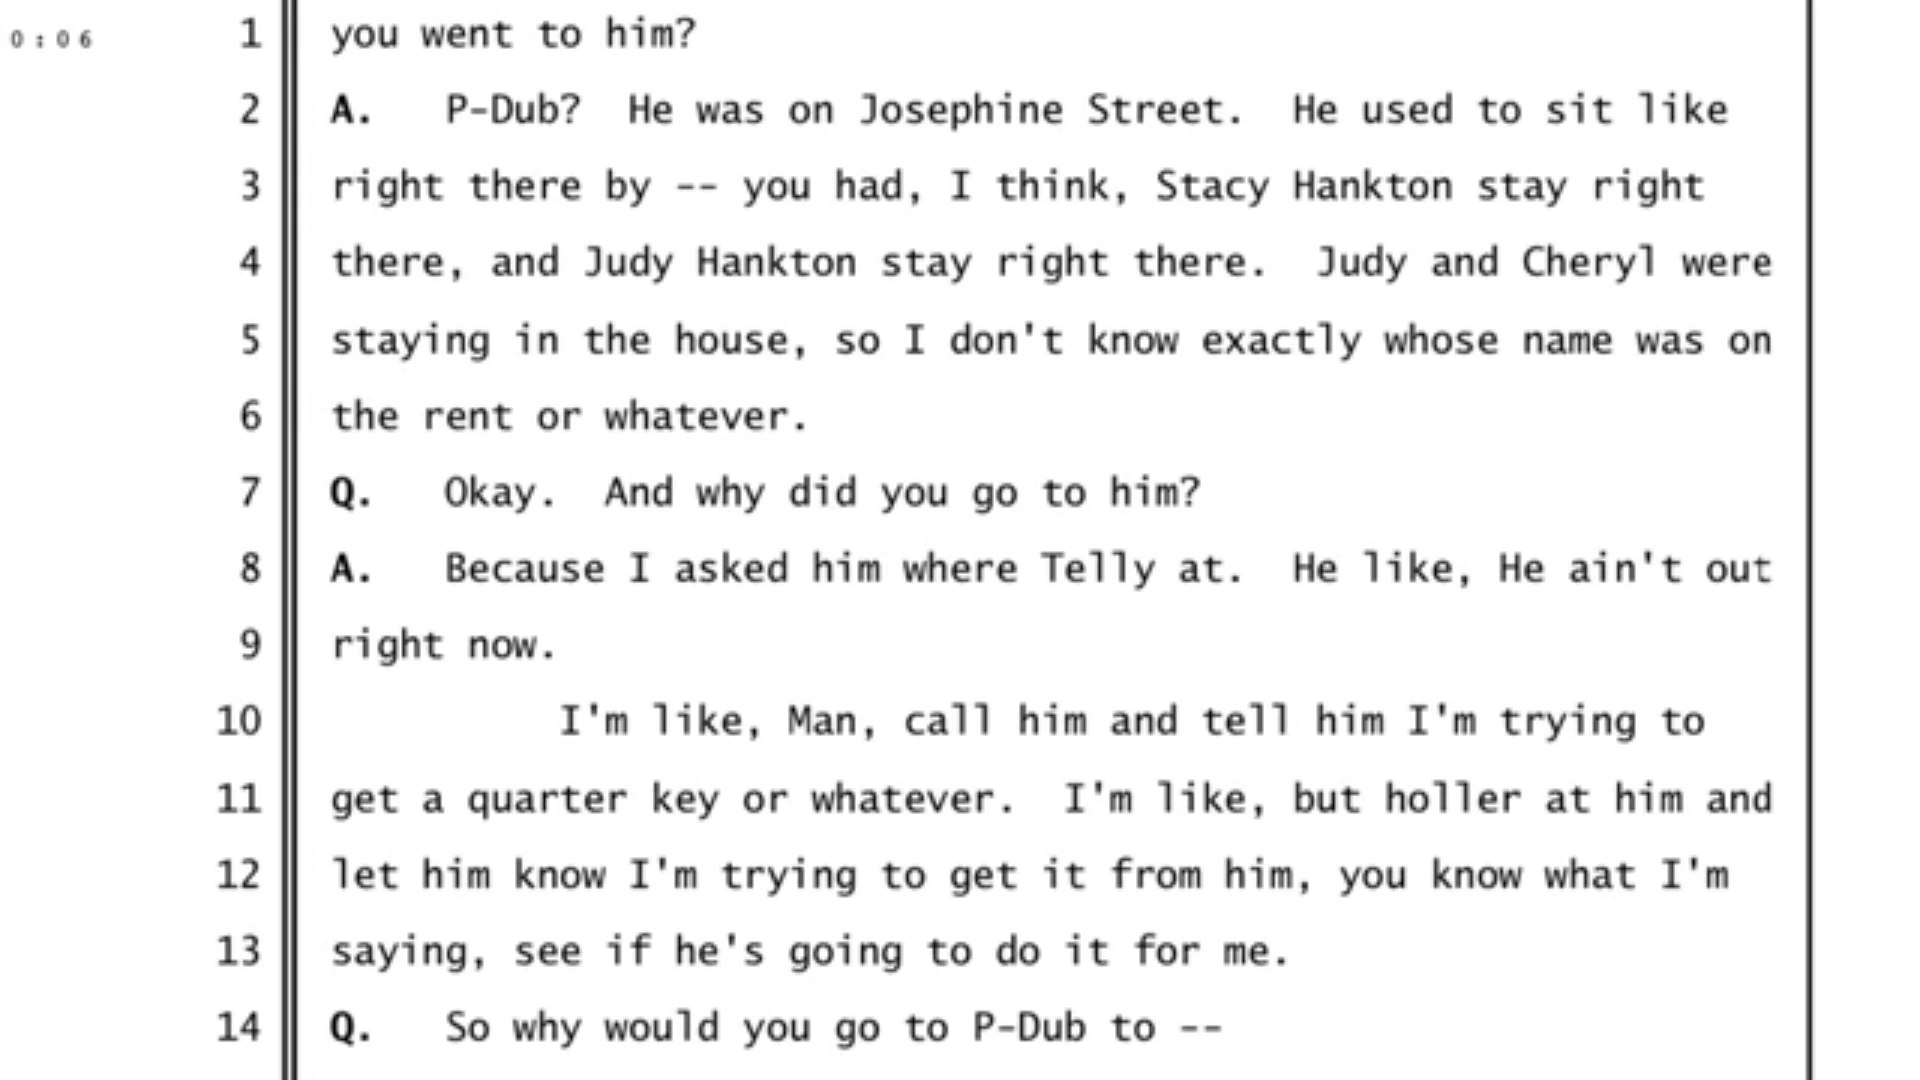 0:06 1 you went to him?
2 A. P-Dub? He was on Josephine Street. He used to sit like
3 right there by -- you had, I think, Stacy Hankton stay right
4 there, and Judy Hankton stay right there. Judy and Cheryl were
5 staying in the house, so I don't know exactly whose name was on
6 the rent or whatever.
7 Q. Okay. And why did you go to him?
8 A. Because I asked him where Telly at. He like, He ain't out
9 right now.
10 I'm like, Man, call him and tell him I'm trying to
11 get a quarter key or whatever. I'm like, but holler at him and
12 let him know I'm trying to get it from him, you know what I'm
13 saying, see if he's going to do it for me.
14 Q. So why would you go to P-Dub to --